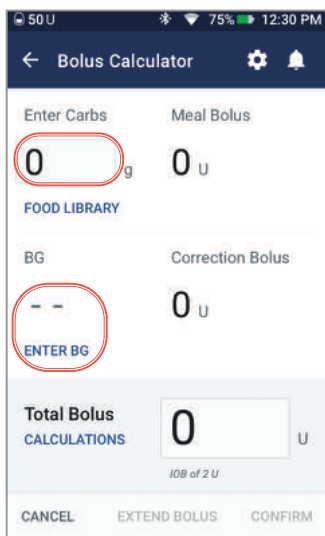 50 U 75% 12:30 PM
Bolus Calculator
Enter Carbs Meal Bolus
0 g 0 U
FOOD LIBRARY
BG Correction Bolus
- - 0 U
ENTER BG
Total Bolus 0 U
CALCULATIONS
IOB of 2 U
CANCEL EXTEND BOLUS CONFIRM